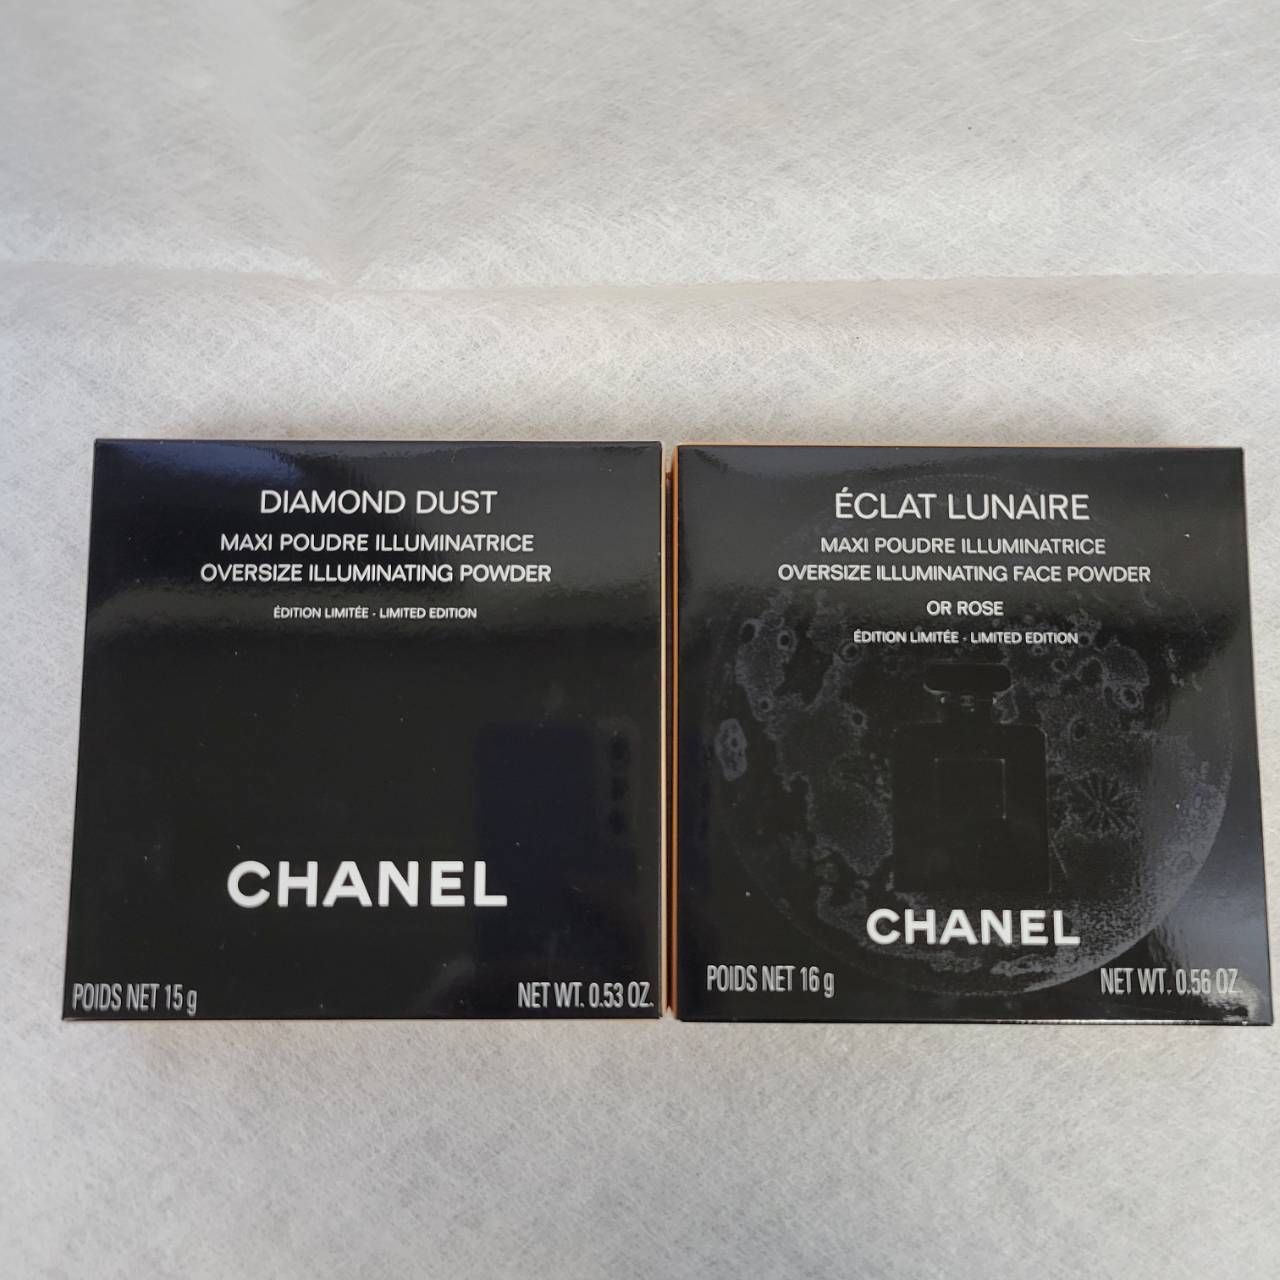 DIAMOND DUST
MAXI POUDRE ILLUMINATRICE
OVERSIZE ILLUMINATING POWDER
ÉDITION LIMITÉE - LIMITED EDITION
CHANEL
POIDS NET 15 g
NET WT. 0.53 OZ.
ÉCLAT LUNAIRE
MAXI POUDRE ILLUMINATRICE
OVERSIZE ILLUMINATING FACE POWDER
OR ROSE
ÉDITION LIMITÉE - LIMITED EDITION
CHANEL
POIDS NET 16 g
NET WT. 0.56 OZ.